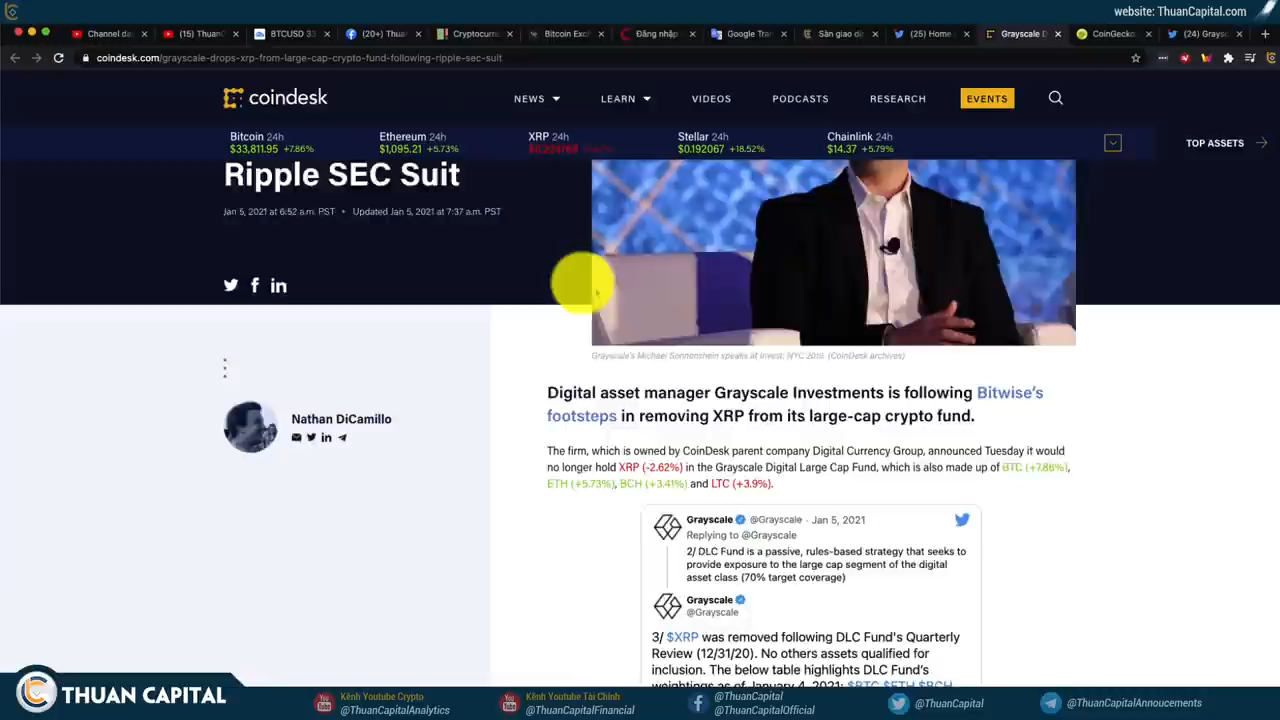 website: ThuanCapital.com
Channel da
(15) Thuan
BTCUSD 33
(20+) Thu
Cryptocurre
Bitcoin Exc
Đăng nhập
Google Tran
Sàn giao dị
(25) Home
Grayscale D
CoinGecko
(24) Graysc
coindesk.com/grayscale-drops-xrp-from-large-cap-crypto-fund-following-ripple-sec-suit
coindesk
NEWS
LEARN
VIDEOS
PODCASTS
RESEARCH
EVENTS
Bitcoin 24h
Ethereum 24h
XRP 24h
Stellar 24h
Chainlink 24h
$33,811.95 +7.86%
$1,095.21 +5.73%
$0.192067 +18.52%
$14.37 +5.79%
TOP ASSETS
Ripple SEC Suit
Jan 5, 2021 at 6:52 a.m. PST • Updated Jan 5, 2021 at 7:37 a.m. PST
Grayscale's Michael Sonnenshein speaks at Invest: NYC 2019. (CoinDesk archives)
Nathan DiCamillo
Digital asset manager Grayscale Investments is following Bitwise's
footsteps in removing XRP from its large-cap crypto fund.
The firm, which is owned by CoinDesk parent company Digital Currency Group, announced Tuesday it would
no longer hold XRP (-2.62%) in the Grayscale Digital Large Cap Fund, which is also made up of BTC (+7.86%),
ETH (+5.73%), BCH (+3.41%) and LTC (+3.9%).
Grayscale @Grayscale · Jan 5, 2021
Replying to @Grayscale
2/ DLC Fund is a passive, rules-based strategy that seeks to
provide exposure to the large cap segment of the digital
asset class (70% target coverage)
Grayscale
@Grayscale
3/ $XRP was removed following DLC Fund's Quarterly
Review (12/31/20). No others assets qualified for
inclusion. The below table highlights DLC Fund's
weightings as of January 4, 2021: $BTC $ETH $BCH
THUAN CAPITAL
Kênh Youtube Crypto
@ThuanCapitalAnalytics
Kênh Youtube Tài Chính
@ThuanCapitalFinancial
@ThuanCapital
@ThuanCapitalOfficial
@ThuanCapital
@ThuanCapitalAnnoucements